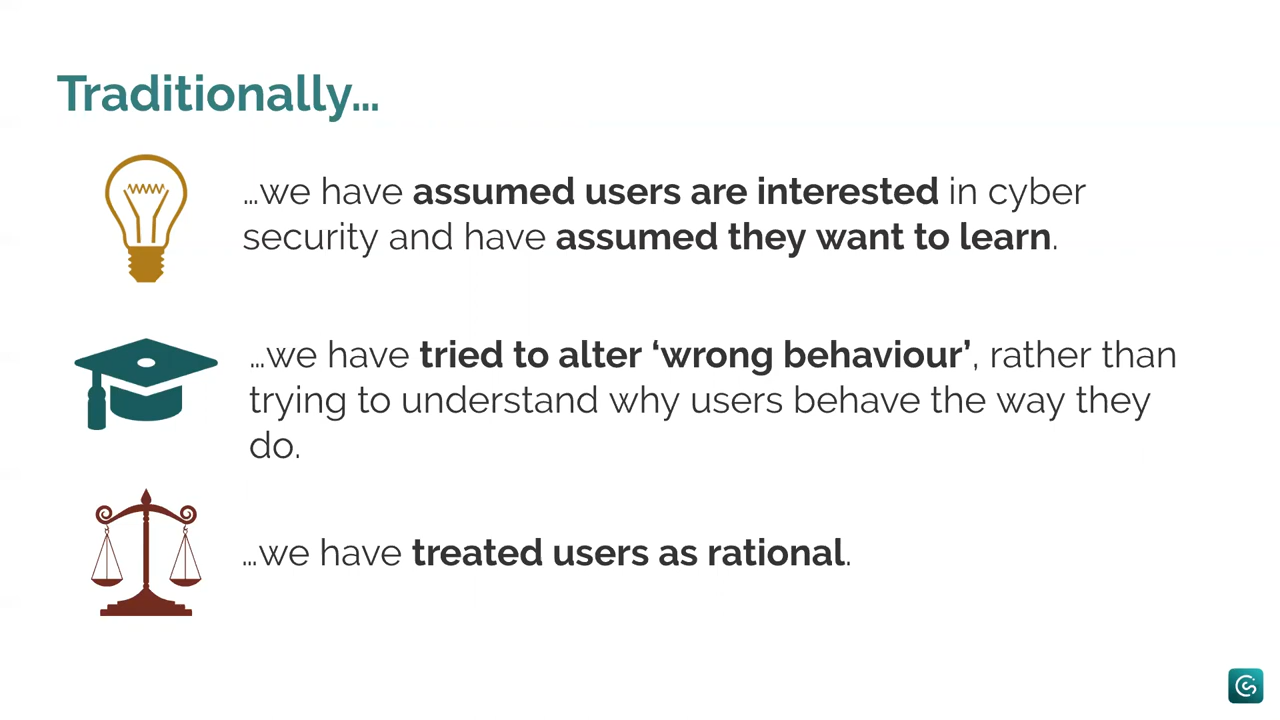 Traditionally…
…we have assumed users are interested in cyber
security and have assumed they want to learn.
…we have tried to alter ‘wrong behaviour’, rather than
trying to understand why users behave the way they
do.
…we have treated users as rational.